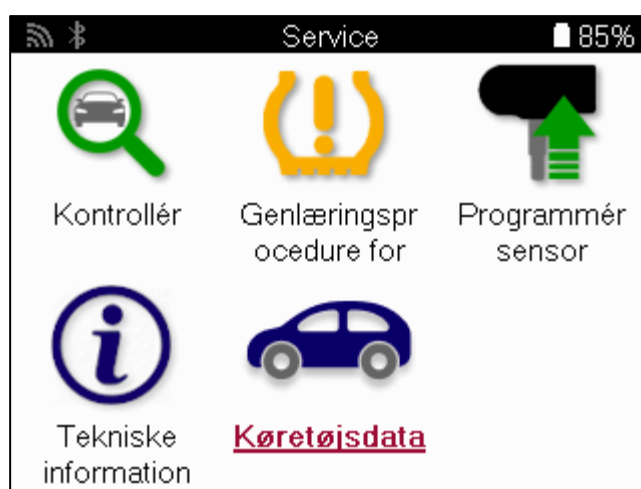 Service
85%
Kontrollér
Genlæringspr
ocedure for
Programmér
sensor
Tekniske
information
Køretøjsdata